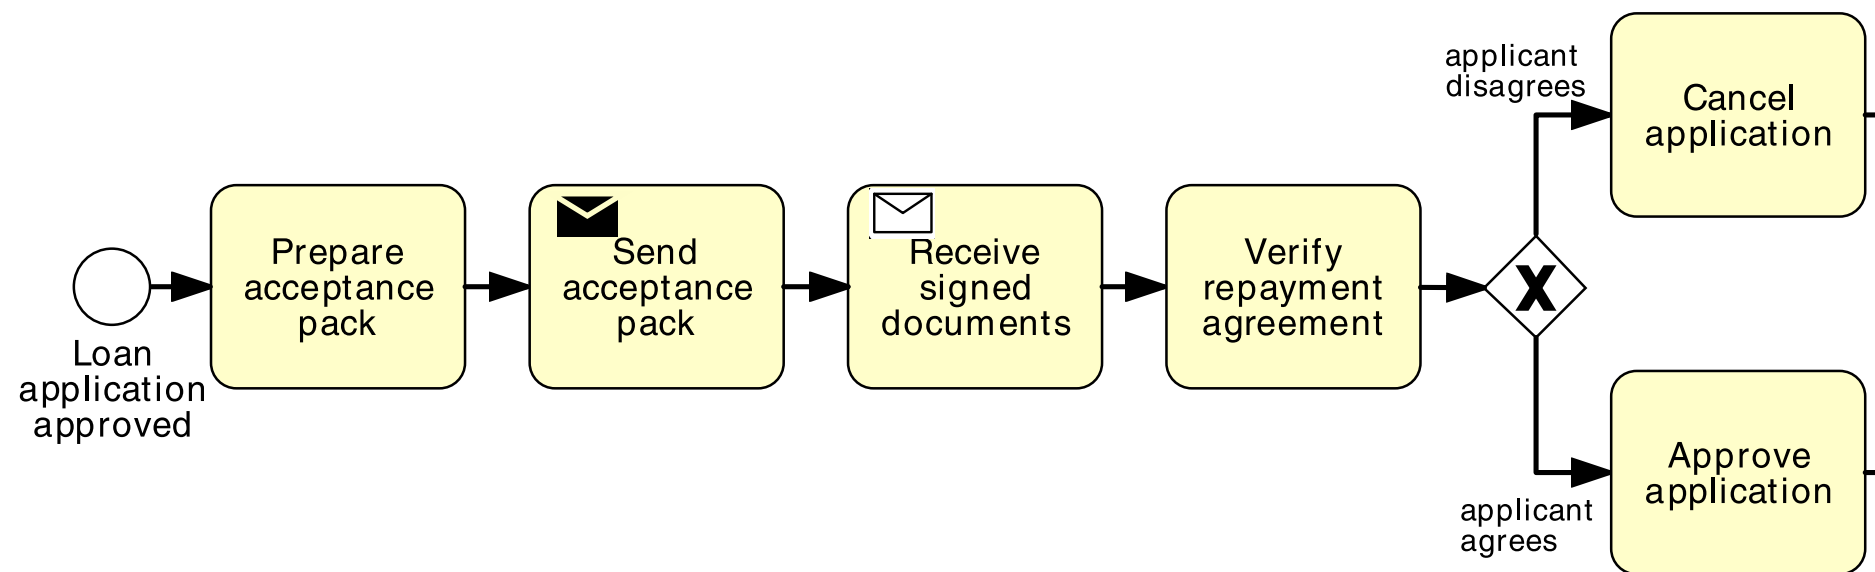 Loan
application
approved
Prepare
acceptance
pack
Send
acceptance
pack
Receive
signed
documents
Verify
repayment
agreement
X
applicant
disagrees
Cancel
application
applicant
agrees
Approve
application